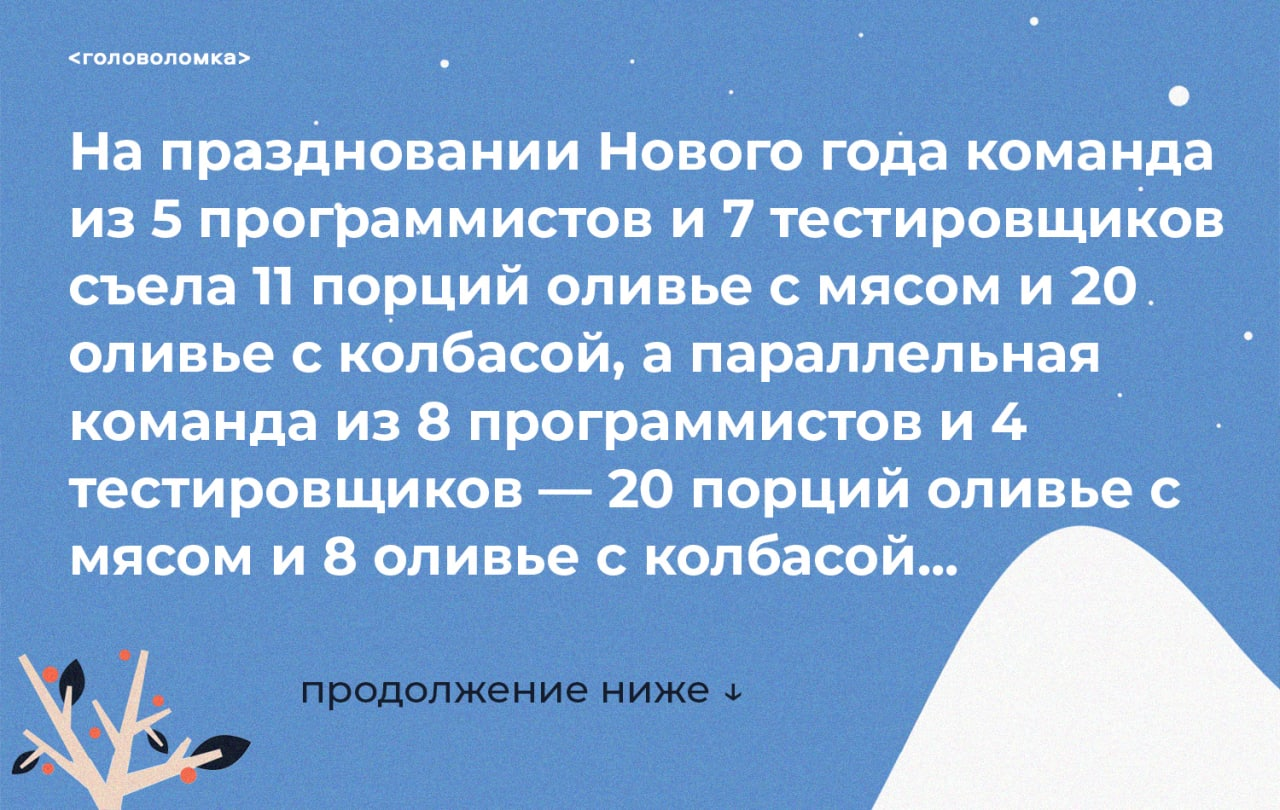 <головоломка>
На праздновании Нового года команда
из 5 программистов и 7 тестировщиков
съела 11 порций оливье с мясом и 20
оливье с колбасой, а параллельная
команда из 8 программистов и 4
тестировщиков — 20 порций оливье с
мясом и 8 оливье с колбасой...
продолжение ниже ↓